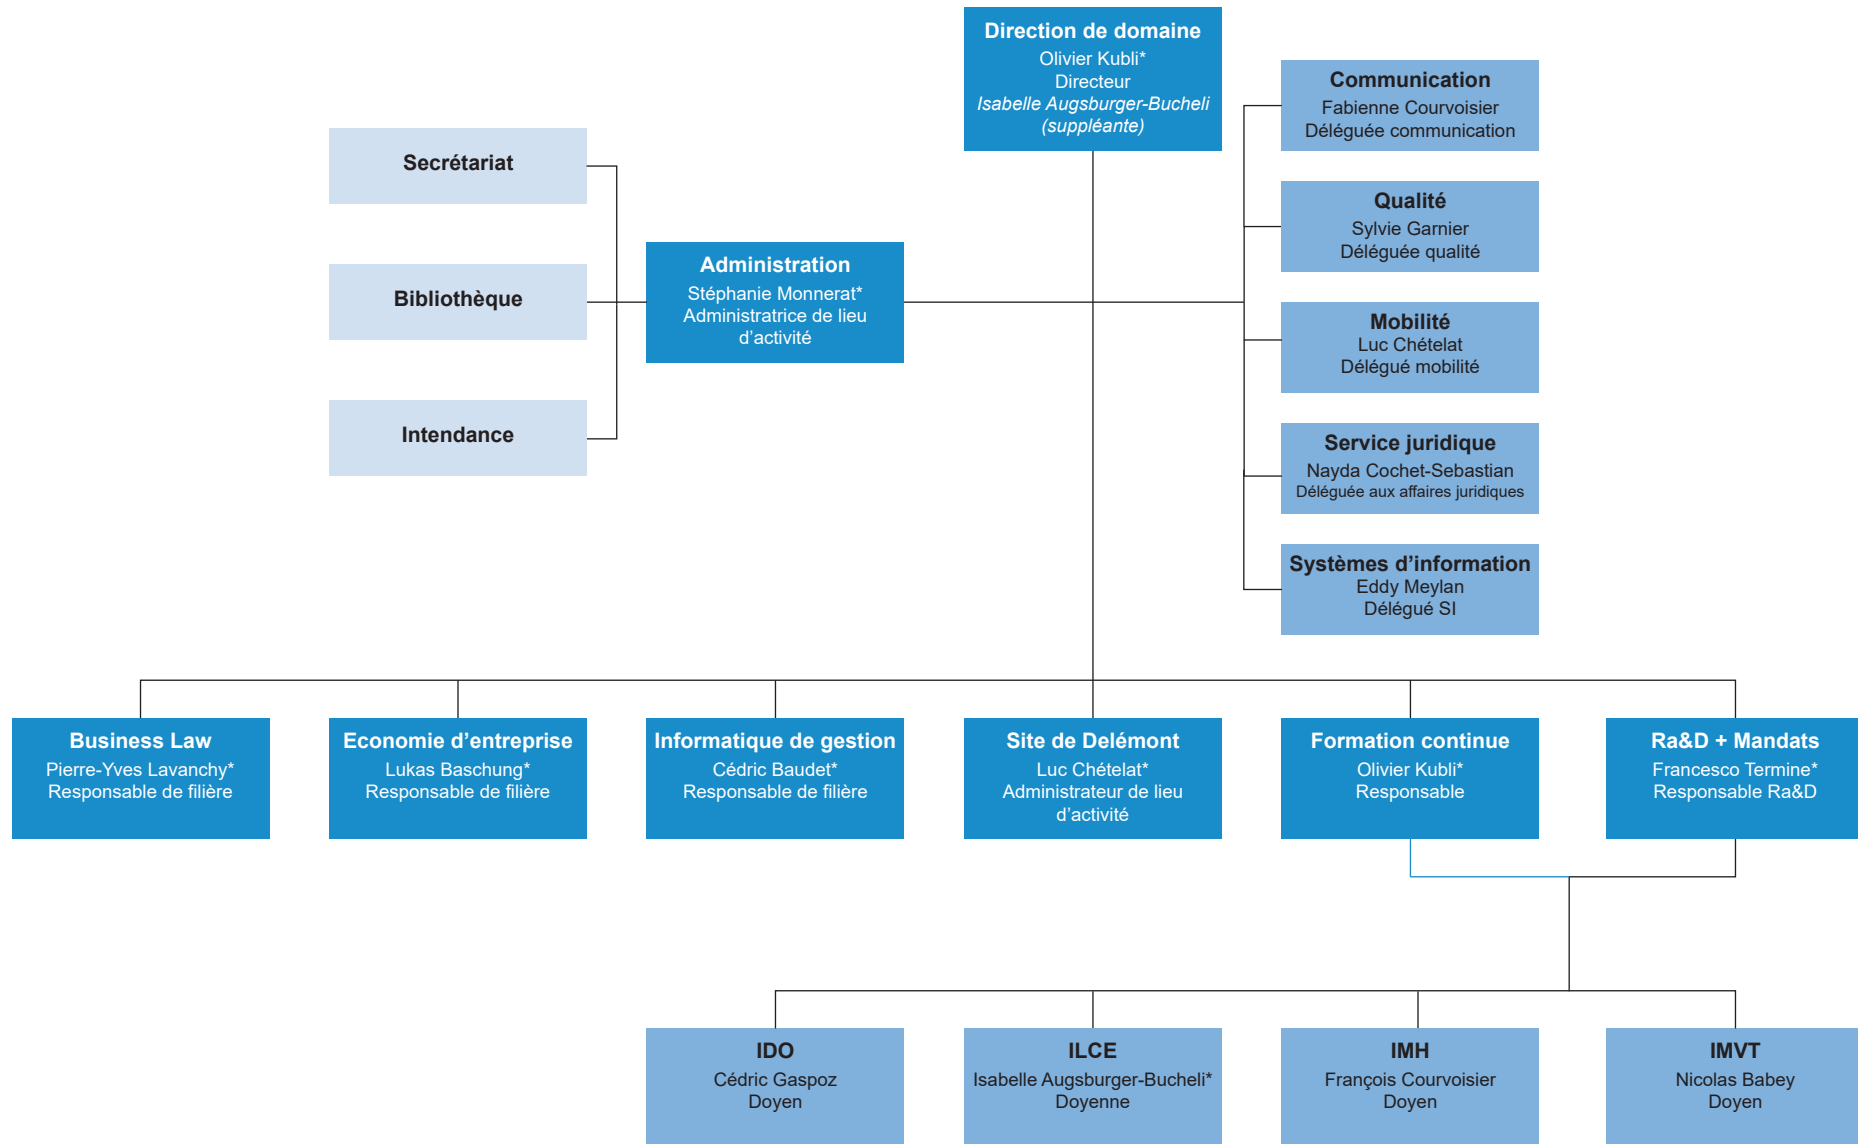 Direction de domaine
Olivier Kubli*
Directeur
Isabelle Augsburger-Bucheli
(suppléante)
Communication
Fabienne Courvoisier
Déléguée communication
Secrétariat
Qualité
Sylvie Garnier
Déléguée qualité
Bibliothèque
Administration
Stéphanie Monnerat*
Administratrice de lieu
d’activité
Mobilité
Luc Chételat
Délégué mobilité
Intendance
Service juridique
Nayda Cochet-Sebastian
Déléguée aux affaires juridiques
Systèmes d’information
Eddy Meylan
Délégué SI
Business Law
Pierre-Yves Lavanchy*
Responsable de filière
Economie d’entreprise
Lukas Baschung*
Responsable de filière
Informatique de gestion
Cédric Baudet*
Responsable de filière
Site de Delémont
Luc Chételat*
Administrateur de lieu
d’activité
Formation continue
Olivier Kubli*
Responsable
Ra&D + Mandats
Francesco Termine*
Responsable Ra&D
IDO
Cédric Gaspoz
Doyen
ILCE
Isabelle Augsburger-Bucheli*
Doyenne
IMH
François Courvoisier
Doyen
IMVT
Nicolas Babey
Doyen